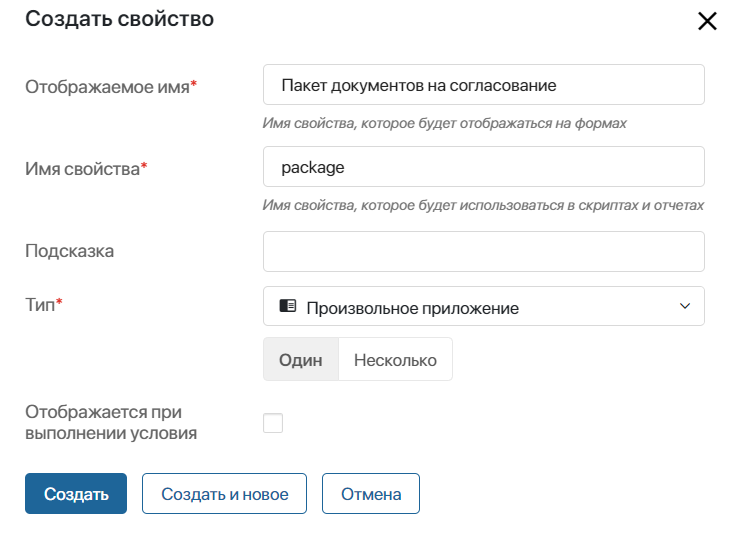 Создать свойство
Отображаемое имя*
Пакет документов на согласование
Имя свойства, которое будет отображаться на формах
Имя свойства*
package
Имя свойства, которое будет использоваться в скриптах и отчетах
Подсказка
Тип*
Произвольное приложение
Один
Несколько
Отображается при
выполнении условия
Создать
Создать и новое
Отмена